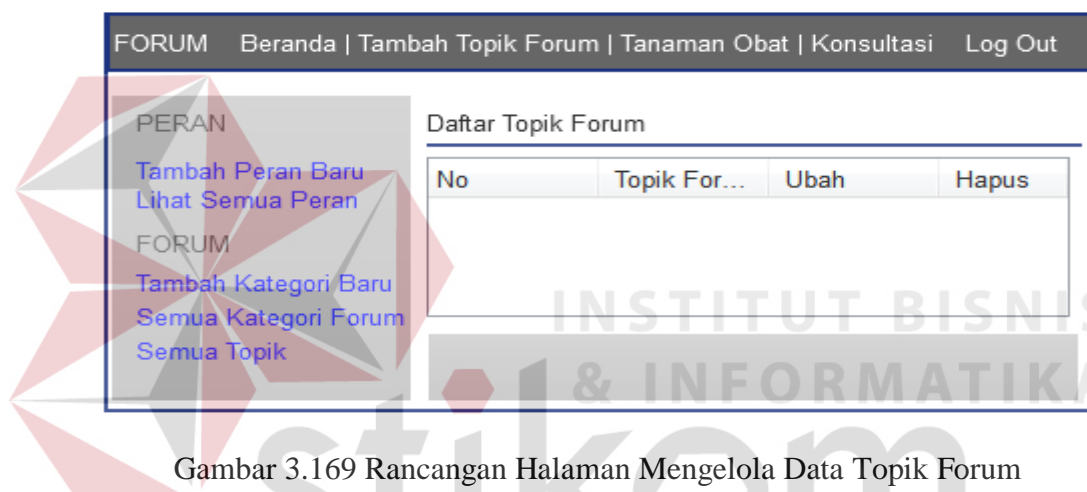 FORUM Beranda | Tambah Topik Forum | Tanaman Obat | Konsultasi Log Out
PERAN
Tambah Peran Baru
Lihat Semua Peran
FORUM
Tambah Kategori Baru
Semua Kategori Forum
Semua Topik
Daftar Topik Forum
No Topik For... Ubah Hapus
INSTITUT BISNIS
& INFORMATIKA
stikom
Gambar 3.169 Rancangan Halaman Mengelola Data Topik Forum